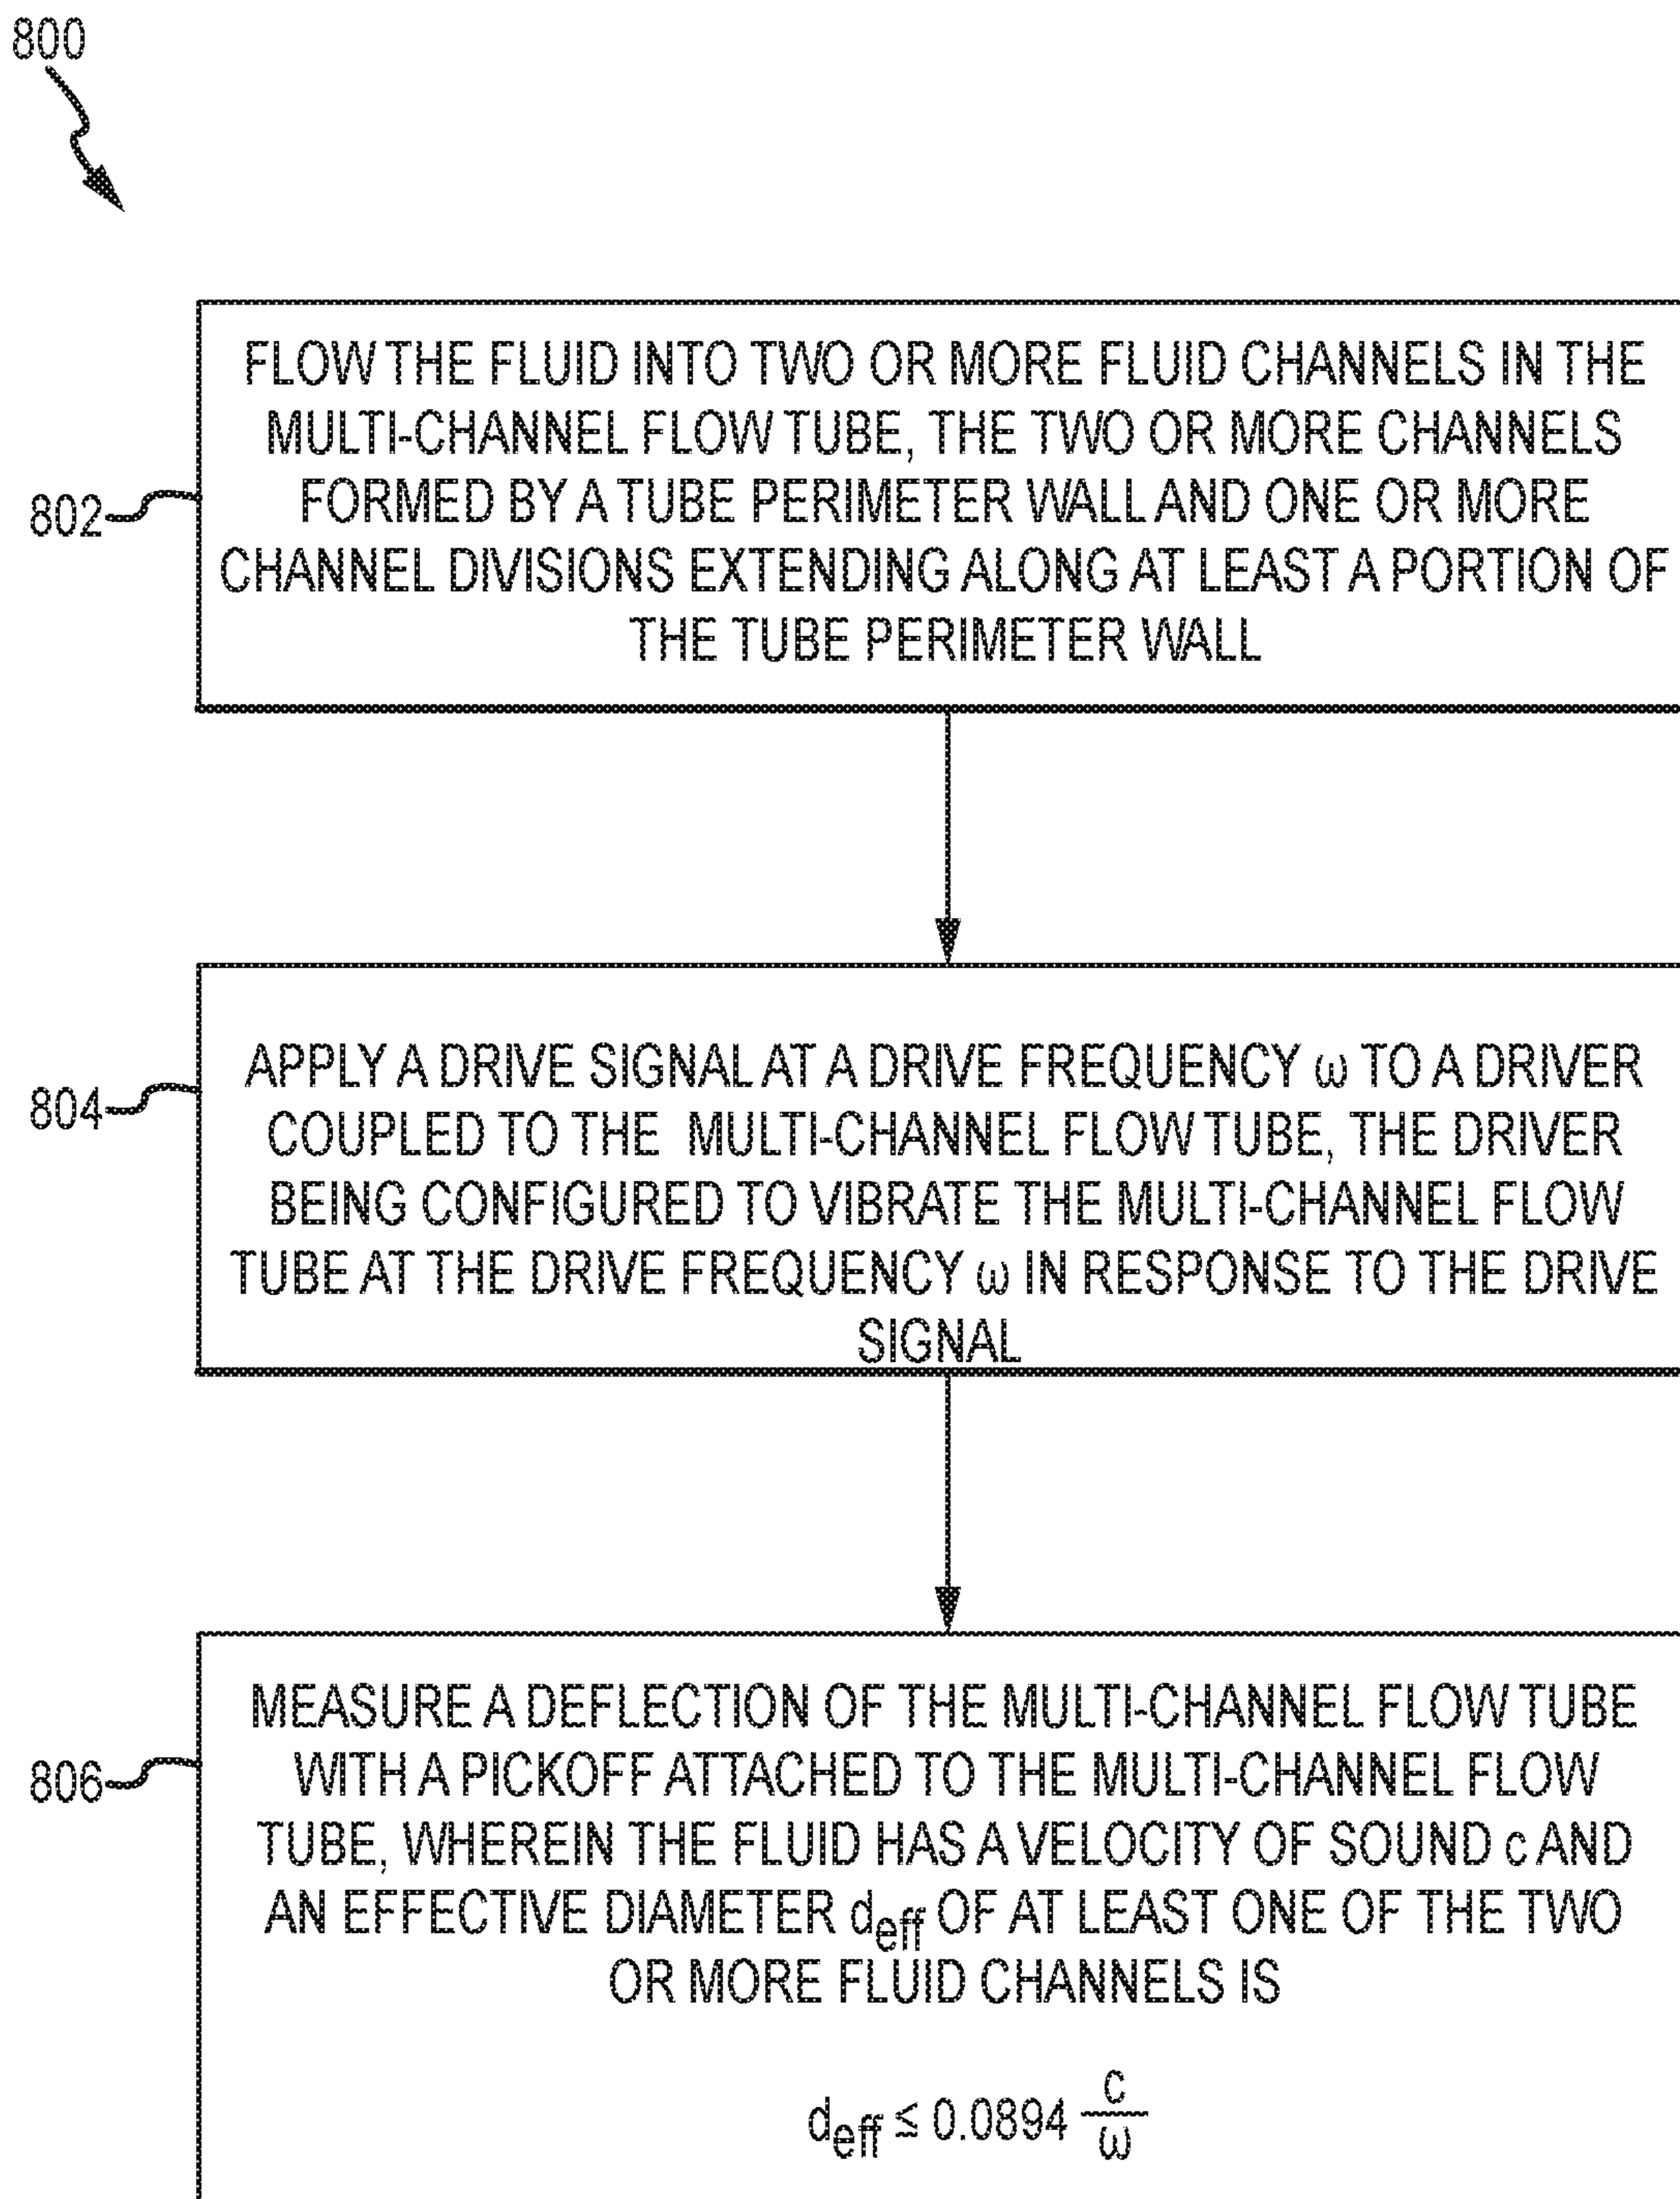 800
802
FLOW THE FLUID INTO TWO OR MORE FLUID CHANNELS IN THE
MULTI-CHANNEL FLOW TUBE, THE TWO OR MORE CHANNELS
FORMED BY A TUBE PERIMETER WALL AND ONE OR MORE
CHANNEL DIVISIONS EXTENDING ALONG AT LEAST A PORTION OF
THE TUBE PERIMETER WALL
804
APPLY A DRIVE SIGNAL AT A DRIVE FREQUENCY ω TO A DRIVER
COUPLED TO THE MULTI-CHANNEL FLOW TUBE, THE DRIVER
BEING CONFIGURED TO VIBRATE THE MULTI-CHANNEL FLOW
TUBE AT THE DRIVE FREQUENCY ω IN RESPONSE TO THE DRIVE
SIGNAL
806
MEASURE A DEFLECTION OF THE MULTI-CHANNEL FLOW TUBE
WITH A PICKOFF ATTACHED TO THE MULTI-CHANNEL FLOW
TUBE, WHEREIN THE FLUID HAS A VELOCITY OF SOUND c AND
AN EFFECTIVE DIAMETER d_eff OF AT LEAST ONE OF THE TWO
OR MORE FLUID CHANNELS IS
d_eff ≤ 0.0894 c/ω